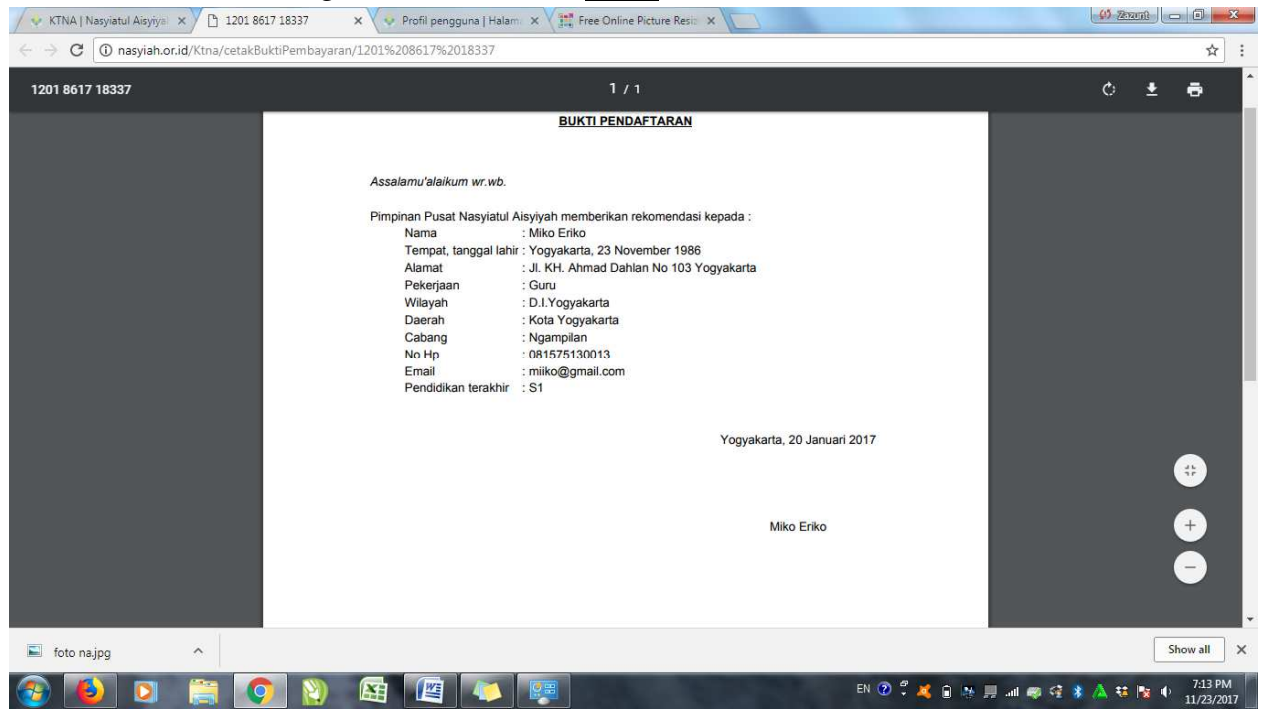 KTNA | Nasyiatul Aisyiya
1201 8617 18337
Profil pengguna | Halam
Free Online Picture Resi
nasyiah.or.id/Ktna/cetakBuktiPembayaran/1201%208617%2018337
1201 8617 18337
1 / 1
BUKTI PENDAFTARAN
Assalamu'alaikum wr.wb.
Pimpinan Pusat Nasyiatul Aisyiyah memberikan rekomendasi kepada :
Nama : Miko Eriko
Tempat, tanggal lahir : Yogyakarta, 23 November 1986
Alamat : Jl. KH. Ahmad Dahlan No 103 Yogyakarta
Pekerjaan : Guru
Wilayah : D.I.Yogyakarta
Daerah : Kota Yogyakarta
Cabang : Ngampilan
No Hp : 081575130013
Email : miiko@gmail.com
Pendidikan terakhir : S1
Yogyakarta, 20 Januari 2017
Miko Eriko
foto na.jpg
Show all
EN
7:13 PM
11/23/2017